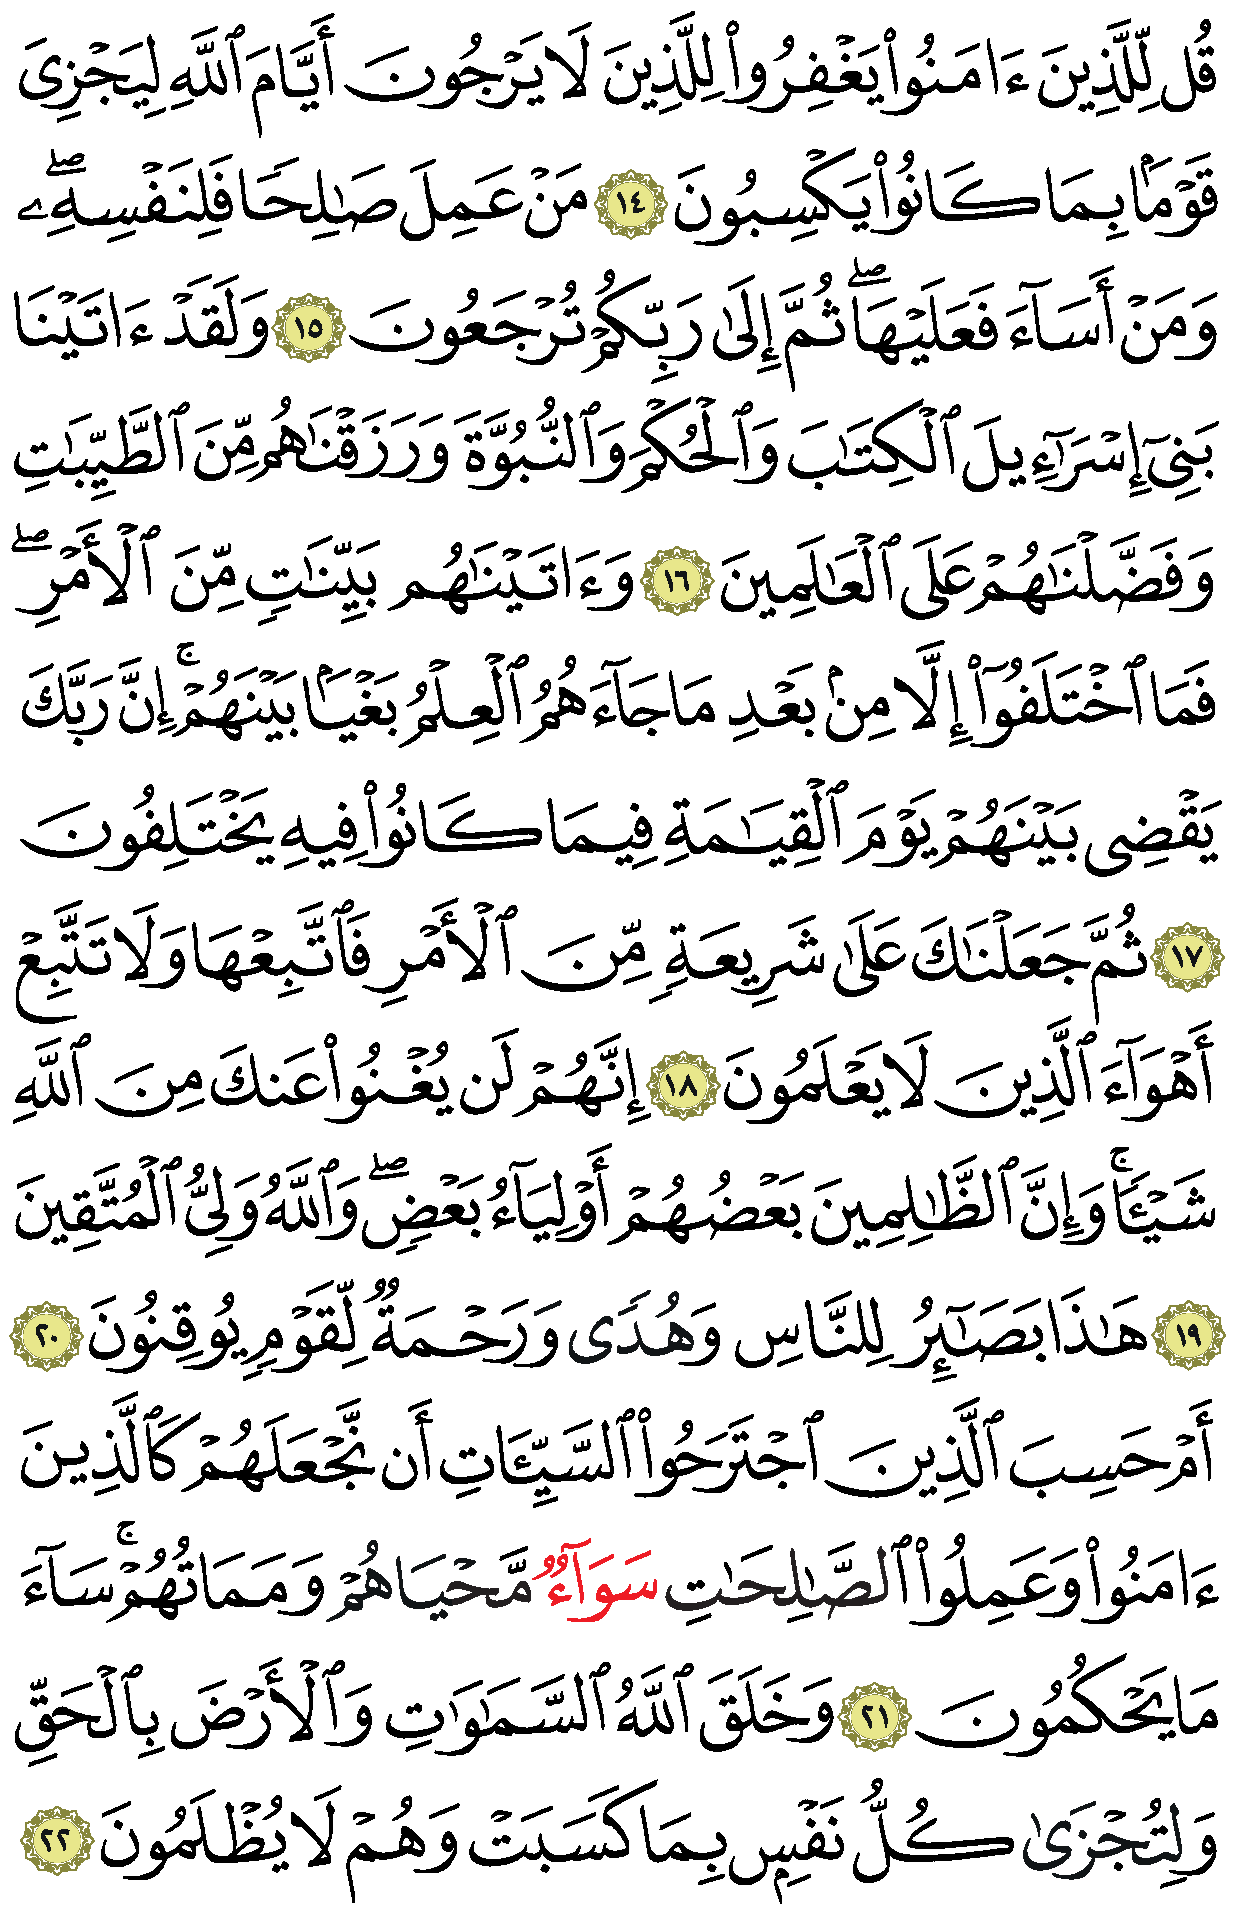 قُل لِّلَّذِينَ ءَامَنُوا۟ يَغْفِرُوا۟ لِلَّذِينَ لَا يَرْجُونَ أَيَّامَ ٱللَّهِ لِيَجْزِىَ
قَوْمًۢا بِمَا كَانُوا۟ يَكْسِبُونَ ١٤ مَنْ عَمِلَ صَٰلِحًا فَلِنَفْسِهِۦۖ
وَمَنْ أَسَآءَ فَعَلَيْهَاۖ ثُمَّ إِلَىٰ رَبِّكُمْ تُرْجَعُونَ ١٥ وَلَقَدْ ءَاتَيْنَا
بَنِىٓ إِسْرَٰٓءِيلَ ٱلْكِتَٰبَ وَٱلْحُكْمَ وَٱلنُّبُوَّةَ وَرَزَقْنَٰهُم مِّنَ ٱلطَّيِّبَٰتِ
وَفَضَّلْنَٰهُمْ عَلَى ٱلْعَٰلَمِينَ ١٦ وَءَاتَيْنَٰهُم بَيِّنَٰتٍ مِّنَ ٱلْأَمْرِۖ
فَمَا ٱخْتَلَفُوٓا۟ إِلَّا مِنۢ بَعْدِ مَا جَآءَهُمُ ٱلْعِلْمُ بَغْيًۢا بَيْنَهُمْۚ إِنَّ رَبَّكَ
يَقْضِى بَيْنَهُمْ يَوْمَ ٱلْقِيَٰمَةِ فِيمَا كَانُوا۟ فِيهِ يَخْتَلِفُونَ
١٧ ثُمَّ جَعَلْنَٰكَ عَلَىٰ شَرِيعَةٍ مِّنَ ٱلْأَمْرِ فَٱتَّبِعْهَا وَلَا تَتَّبِعْ
أَهْوَآءَ ٱلَّذِينَ لَا يَعْلَمُونَ ١٨ إِنَّهُمْ لَن يُغْنُوا۟ عَنكَ مِنَ ٱللَّهِ
شَيْـًٔاۚ وَإِنَّ ٱلظَّٰلِمِينَ بَعْضُهُمْ أَوْلِيَآءُ بَعْضٍۖ وَٱللَّهُ وَلِىُّ ٱلْمُتَّقِينَ
١٩ هَٰذَا بَصَٰٓئِرُ لِلنَّاسِ وَهُدًى وَرَحْمَةٌ لِّقَوْمٍ يُوقِنُونَ ٢٠
أَمْ حَسِبَ ٱلَّذِينَ ٱجْتَرَحُوا۟ ٱلسَّيِّـَٔاتِ أَن نَّجْعَلَهُمْ كَٱلَّذِينَ
ءَامَنُوا۟ وَعَمِلُوا۟ ٱلصَّٰلِحَٰتِ سَوَآءٌ مَّحْيَاهُمْ وَمَمَاتُهُمْۚ سَآءَ
مَا يَحْكُمُونَ ٢١ وَخَلَقَ ٱللَّهُ ٱلسَّمَٰوَٰتِ وَٱلْأَرْضَ بِٱلْحَقِّ
وَلِتُجْزَىٰ كُلُّ نَفْسٍۭ بِمَا كَسَبَتْ وَهُمْ لَا يُظْلَمُونَ ٢٢